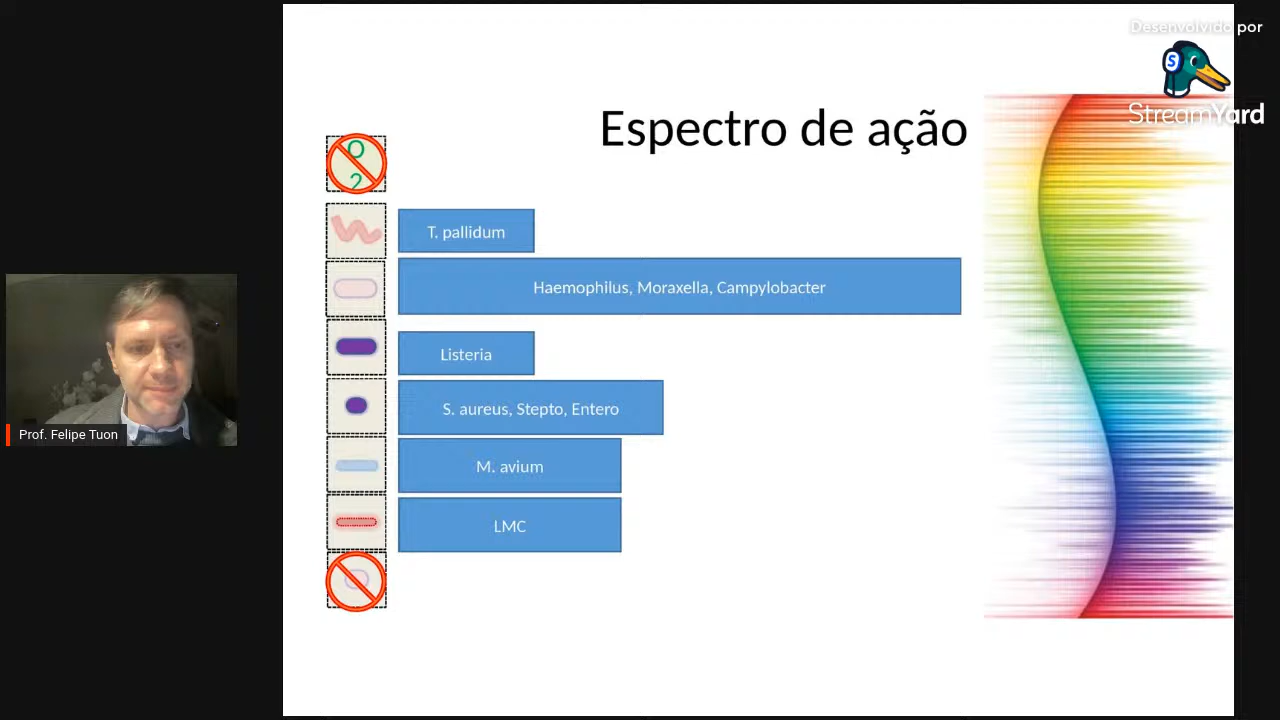 Desenvolvido por
StreamYard
Espectro de ação
O
2
T. pallidum
Haemophilus, Moraxella, Campylobacter
Listeria
S. aureus, Stepto, Entero
M. avium
LMC
Prof. Felipe Tuon